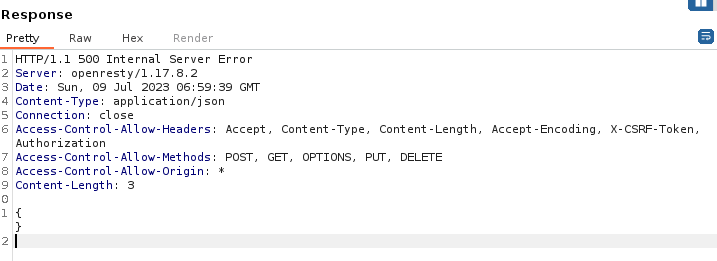 Response
Pretty Raw Hex Render
1 HTTP/1.1 500 Internal Server Error
2 Server: openresty/1.17.8.2
3 Date: Sun, 09 Jul 2023 06:59:39 GMT
4 Content-Type: application/json
5 Connection: close
6 Access-Control-Allow-Headers: Accept, Content-Type, Content-Length, Accept-Encoding, X-CSRF-Token,
Authorization
7 Access-Control-Allow-Methods: POST, GET, OPTIONS, PUT, DELETE
8 Access-Control-Allow-Origin: *
9 Content-Length: 3
0
1 {
}
2